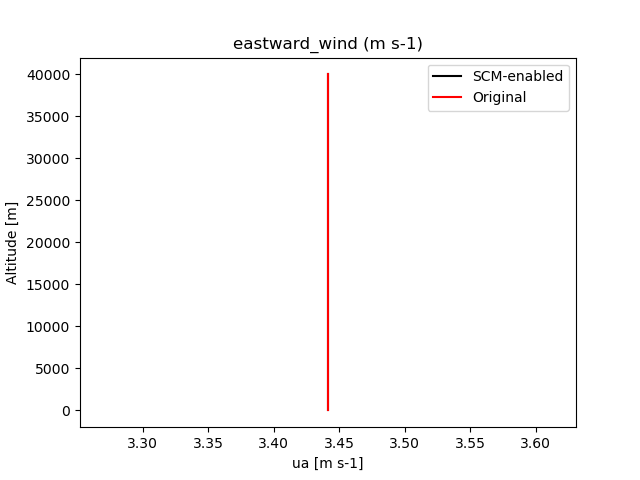 eastward_wind (m s-1)
SCM-enabled
Original
Altitude [m]
40000
35000
30000
25000
20000
15000
10000
5000
0
3.30 3.35 3.40 3.45 3.50 3.55 3.60
ua [m s-1]